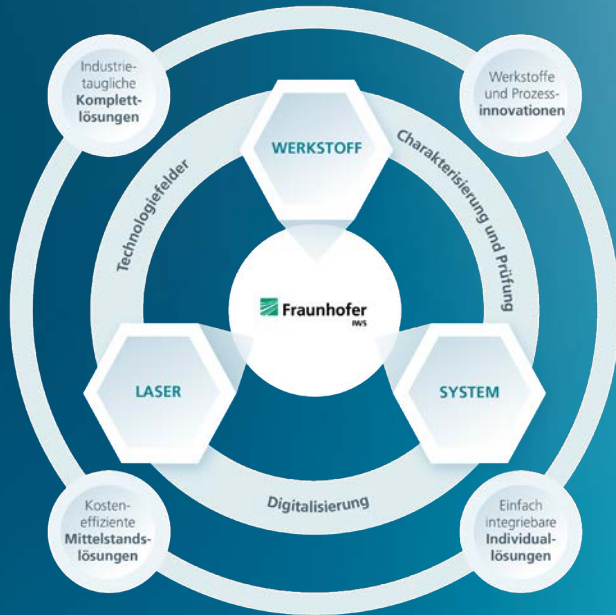 Industrie-
taugliche
Komplett-
lösungen
Werkstoffe
und Prozess-
innovationen
WERKSTOFF
Technologiefelder
Charakterisierung und Prüfung
Fraunhofer
IWS
LASER
SYSTEM
Digitalisierung
Kosten-
effiziente
Mittelstands-
lösungen
Einfach
integriebare
Individual-
lösungen